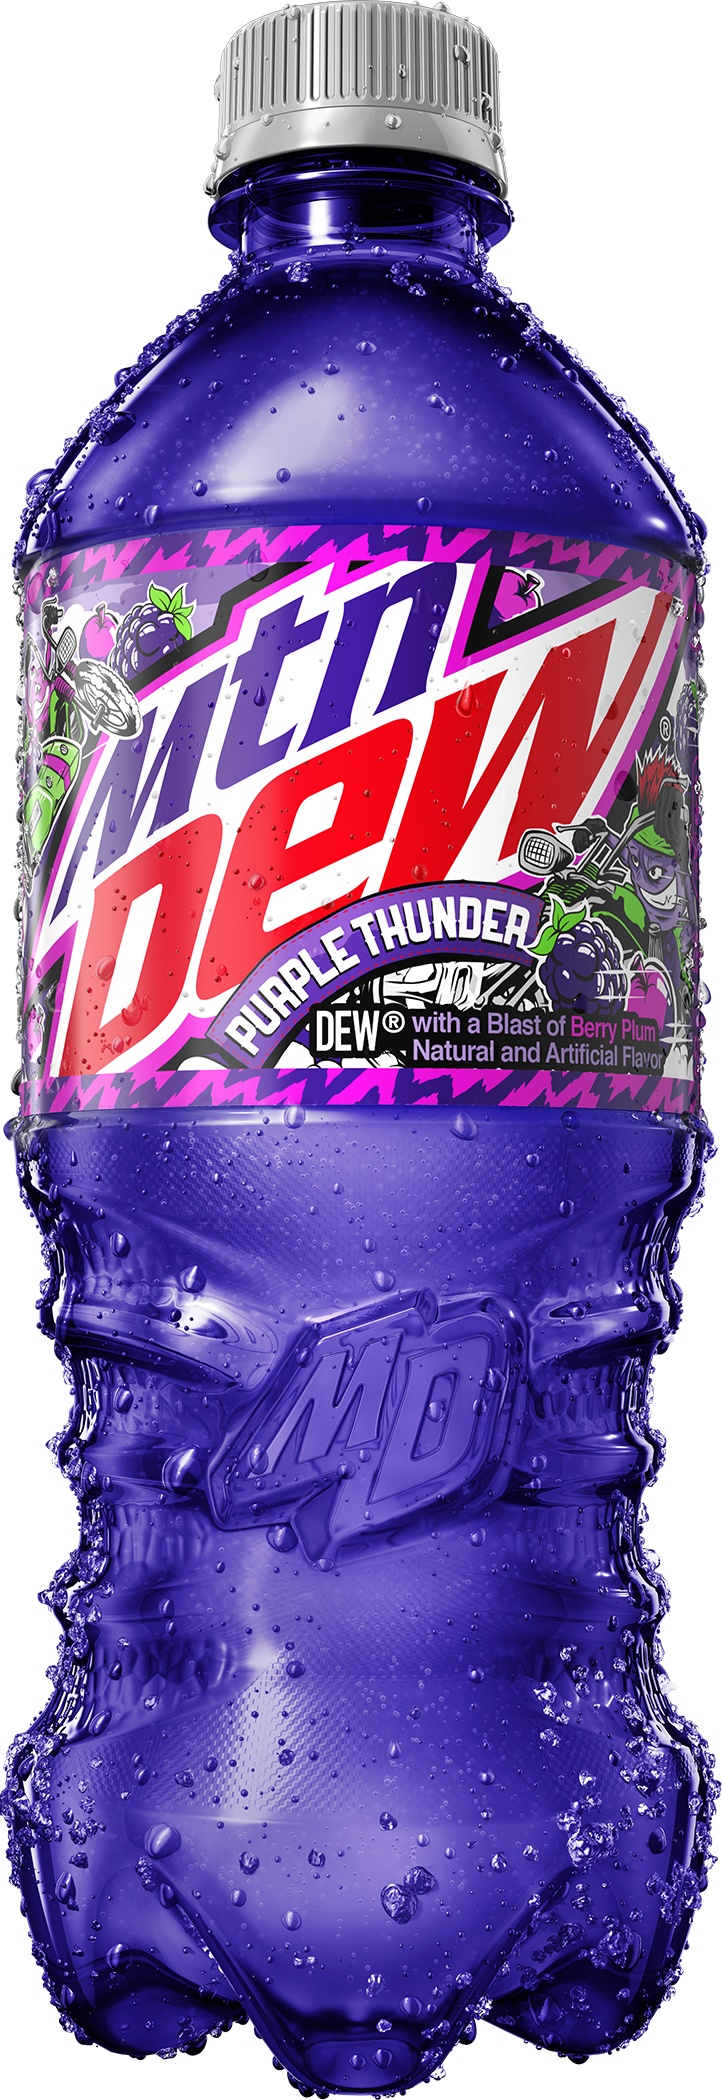 Mtn
Dew®
PURPLE THUNDER
DEW® with a Blast of Berry Plum
Natural and Artificial Flavor
MD